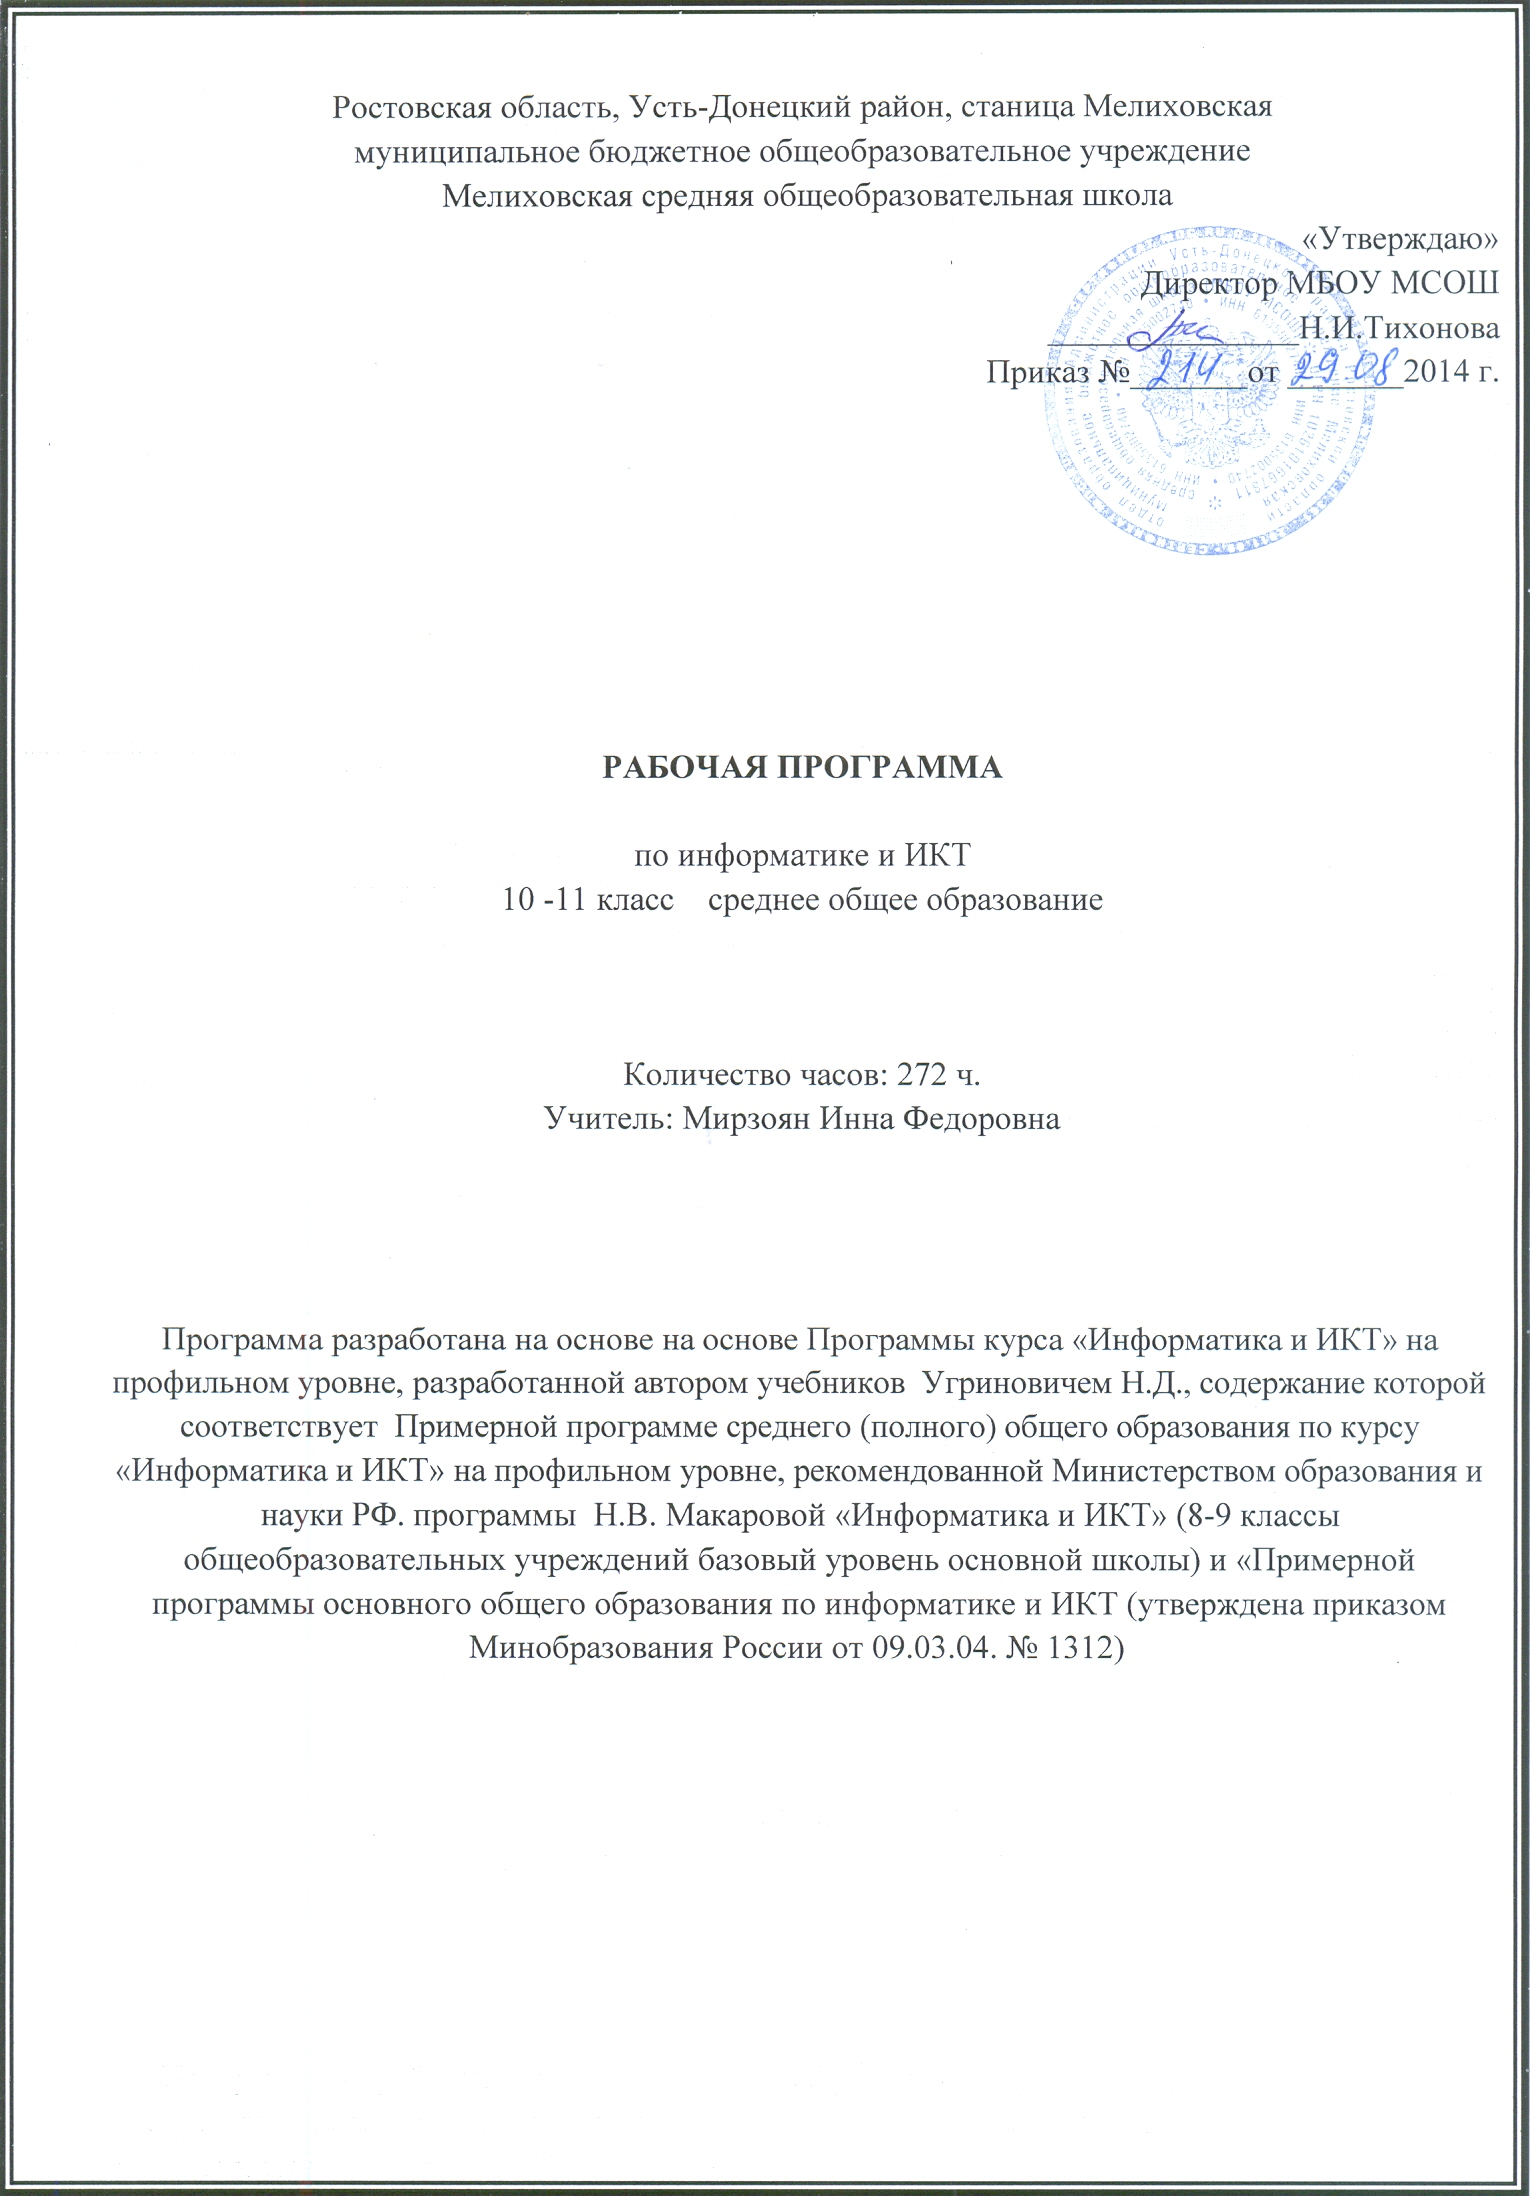 Ростовская область, Усть-Донецкий район, станица Мелиховская
муниципальное бюджетное общеобразовательное учреждение
Мелиховская средняя общеобразовательная школа
«Утверждаю»
Директор МБОУ МСОШ
Н.И.Тихонова
Приказ № 214 от 29.08 2014 г.
РАБОЧАЯ ПРОГРАММА
по информатике и ИКТ
10 -11 класс среднее общее образование
Количество часов: 272 ч.
Учитель: Мирзоян Инна Федоровна
Программа разработана на основе на основе Программы курса «Информатика и ИКТ» на
профильном уровне, разработанной автором учебников Угриновичем Н.Д., содержание которой
соответствует Примерной программе среднего (полного) общего образования по курсу
«Информатика и ИКТ» на профильном уровне, рекомендованной Министерством образования и
науки РФ. программы Н.В. Макаровой «Информатика и ИКТ» (8-9 классы
общеобразовательных учреждений базовый уровень основной школы) и «Примерной
программы основного общего образования по информатике и ИКТ (утверждена приказом
Минобразования России от 09.03.04. № 1312)